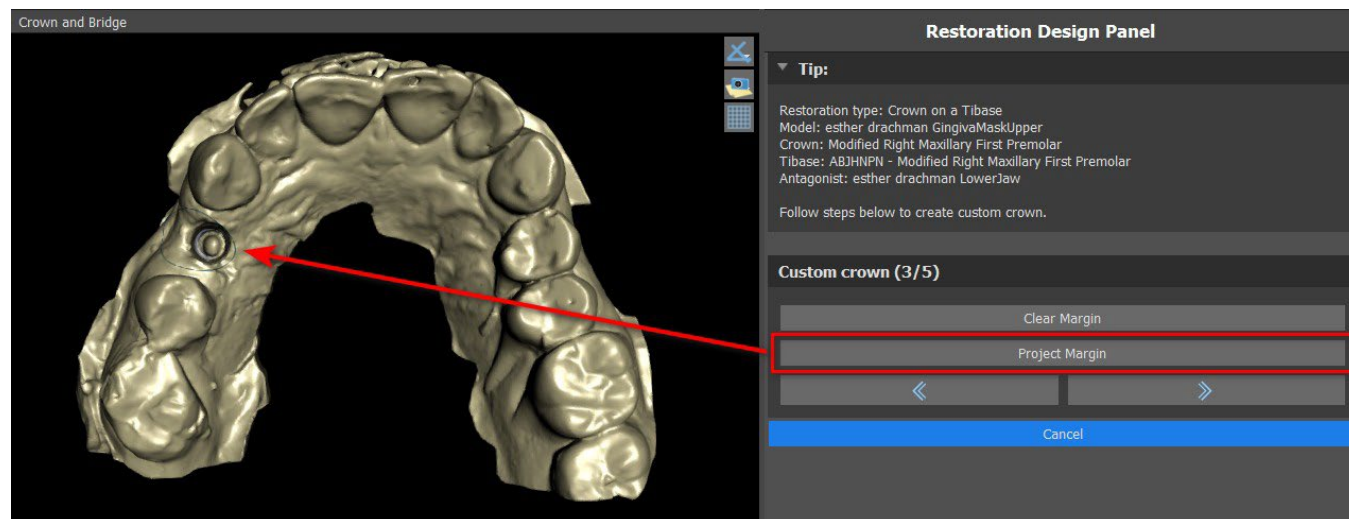 Crown and Bridge
Restoration Design Panel
Tip:
Restoration type: Crown on a Tibase
Model: esther drachman GingivaMaskUpper
Crown: Modified Right Maxillary First Premolar
Tibase: ABJHNPN - Modified Right Maxillary First Premolar
Antagonist: esther drachman LowerJaw
Follow steps below to create custom crown.
Custom crown (3/5)
Clear Margin
Project Margin
Cancel